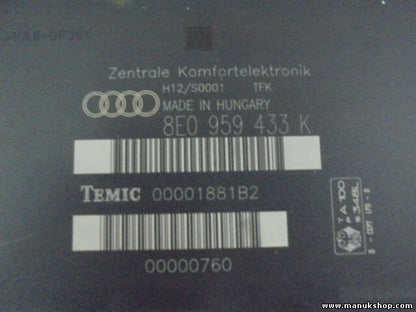 Zentrale Komfortelektronik
H12/S0001 TFK
MADE IN HUNGARY
8E0 959 433 K
TEMIC 00001881B2
00000760
www.manukshop.com